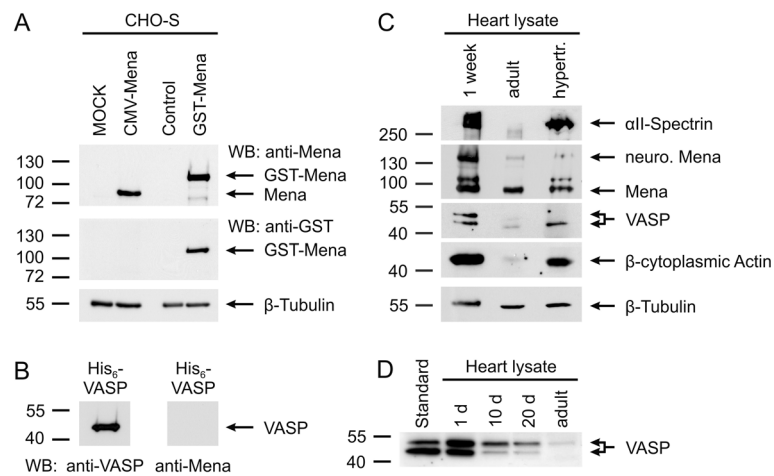 A
CHO-S
MOCK
CMV-Mena
Control
GST-Mena
WB: anti-Mena
130
100
72
GST-Mena
Mena
WB: anti-GST
130
100
72
GST-Mena
55
β-Tubulin
B
His6-VASP
His6-VASP
55
40
VASP
WB: anti-VASP anti-Mena
C
Heart lysate
1 week
adult
hypertr.
250
αII-Spectrin
130
100
neuro. Mena
Mena
55
40
VASP
40
β-cytoplasmic Actin
55
β-Tubulin
D
Heart lysate
Standard
1 d
10 d
20 d
adult
55
40
VASP